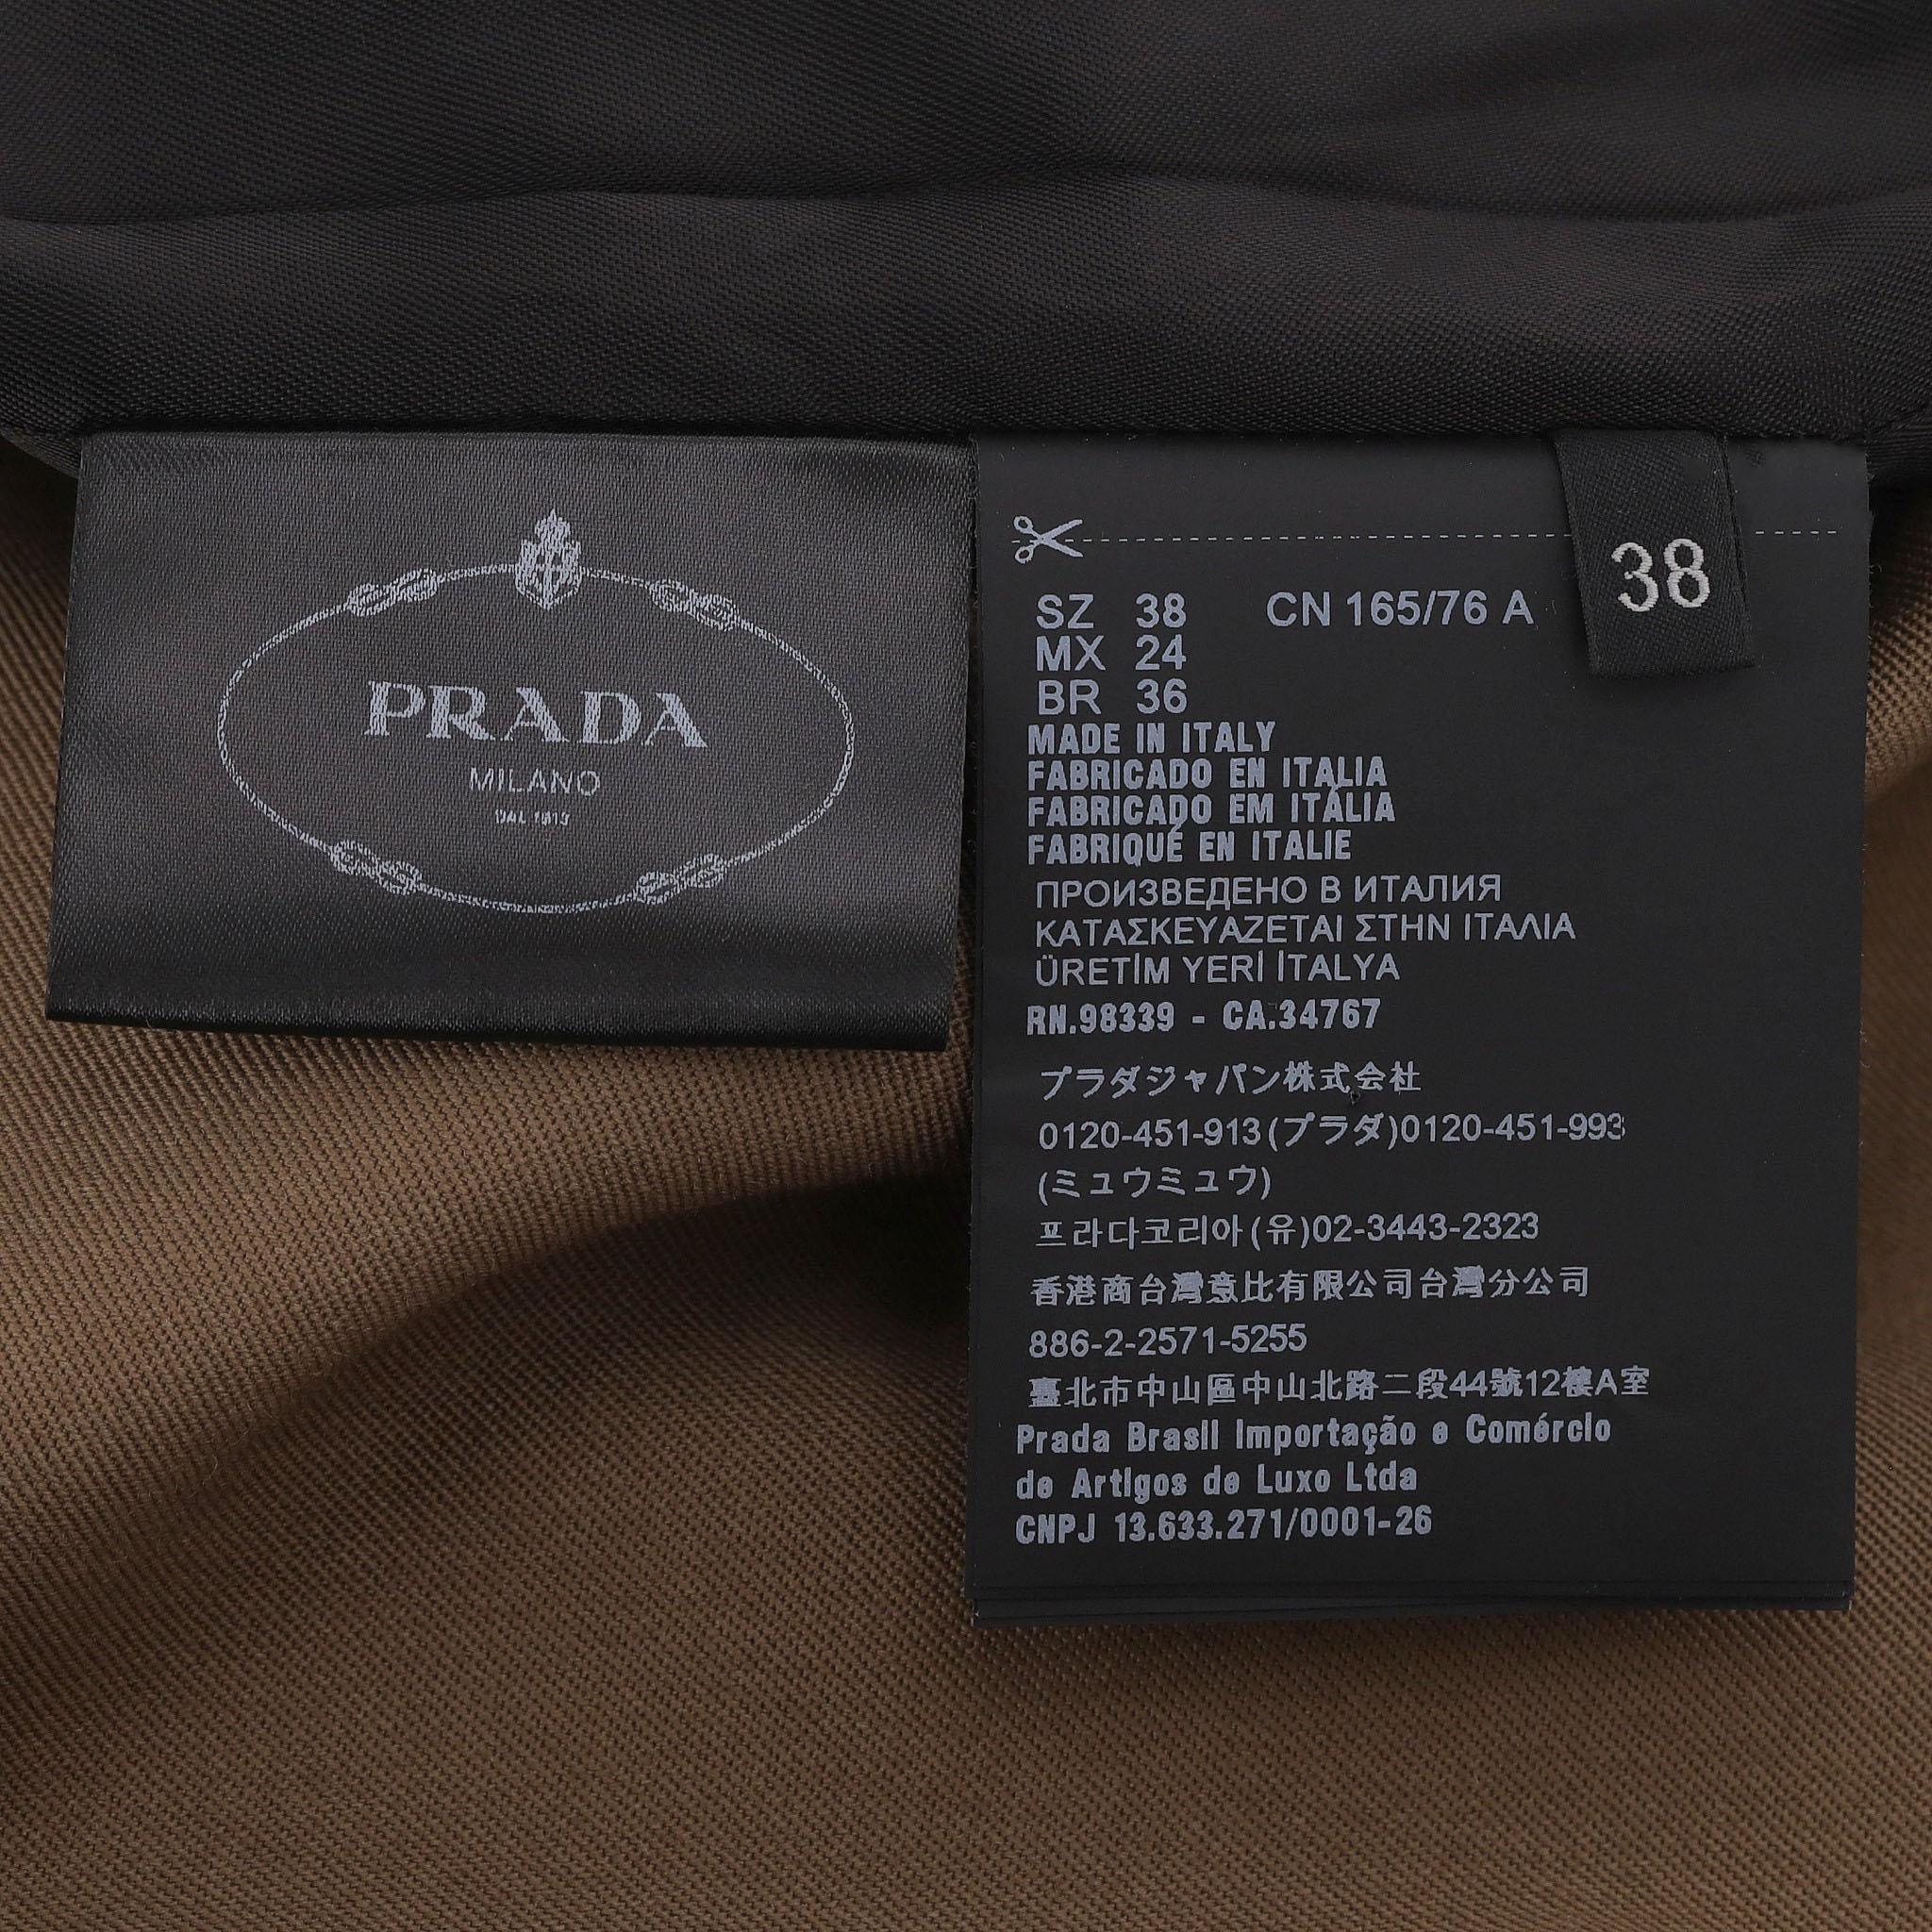 PRADA
MILANO
DAL 1913
38
SZ 38 CN 165/76 A
MX 24
BR 36
MADE IN ITALY
FABRICADO EN ITALIA
FABRICADO EM ITÁLIA
FABRIQUÉ EN ITALIE
ПРОИЗВЕДЕНО В ИТАЛИЯ
ΚΑΤΑΣΚΕΥΑΖΕΤΑΙ ΣΤΗΝ ΙΤΑΛΙΑ
ÜRETİM YERİ İTALYA
RN.98339 - CA.34767
プラダジャパン株式会社
0120-451-913(プラダ)0120-451-993
(ミュウミュウ)
프라다코리아(유)02-3443-2323
香港商台灣意比有限公司台灣分公司
886-2-2571-5255
臺北市中山區中山北路二段44號12樓A室
Prada Brasil Importação e Comércio
de Artigos de Luxo Ltda
CNPJ 13.633.271/0001-26